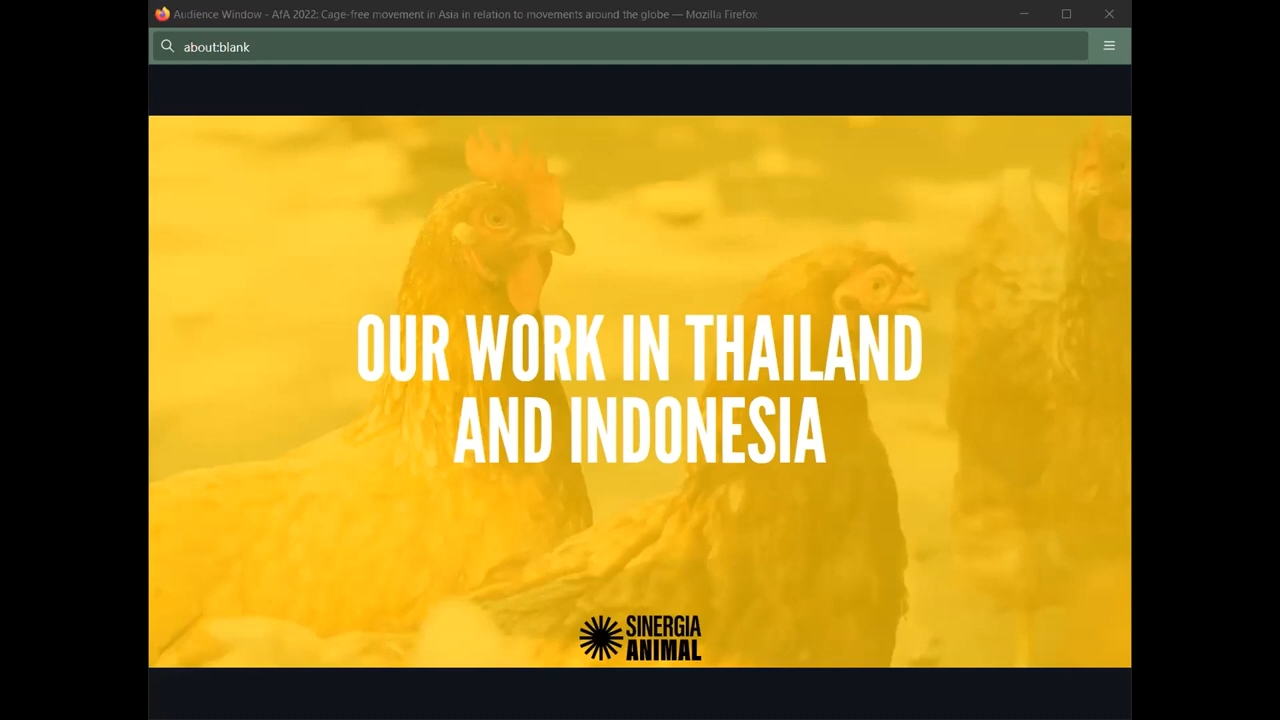 Audience Window - AfA 2022: Cage-free movement in Asia in relation to movements around the globe — Mozilla Firefox
about:blank
OUR WORK IN THAILAND
AND INDONESIA
SINERGIA
ANIMAL